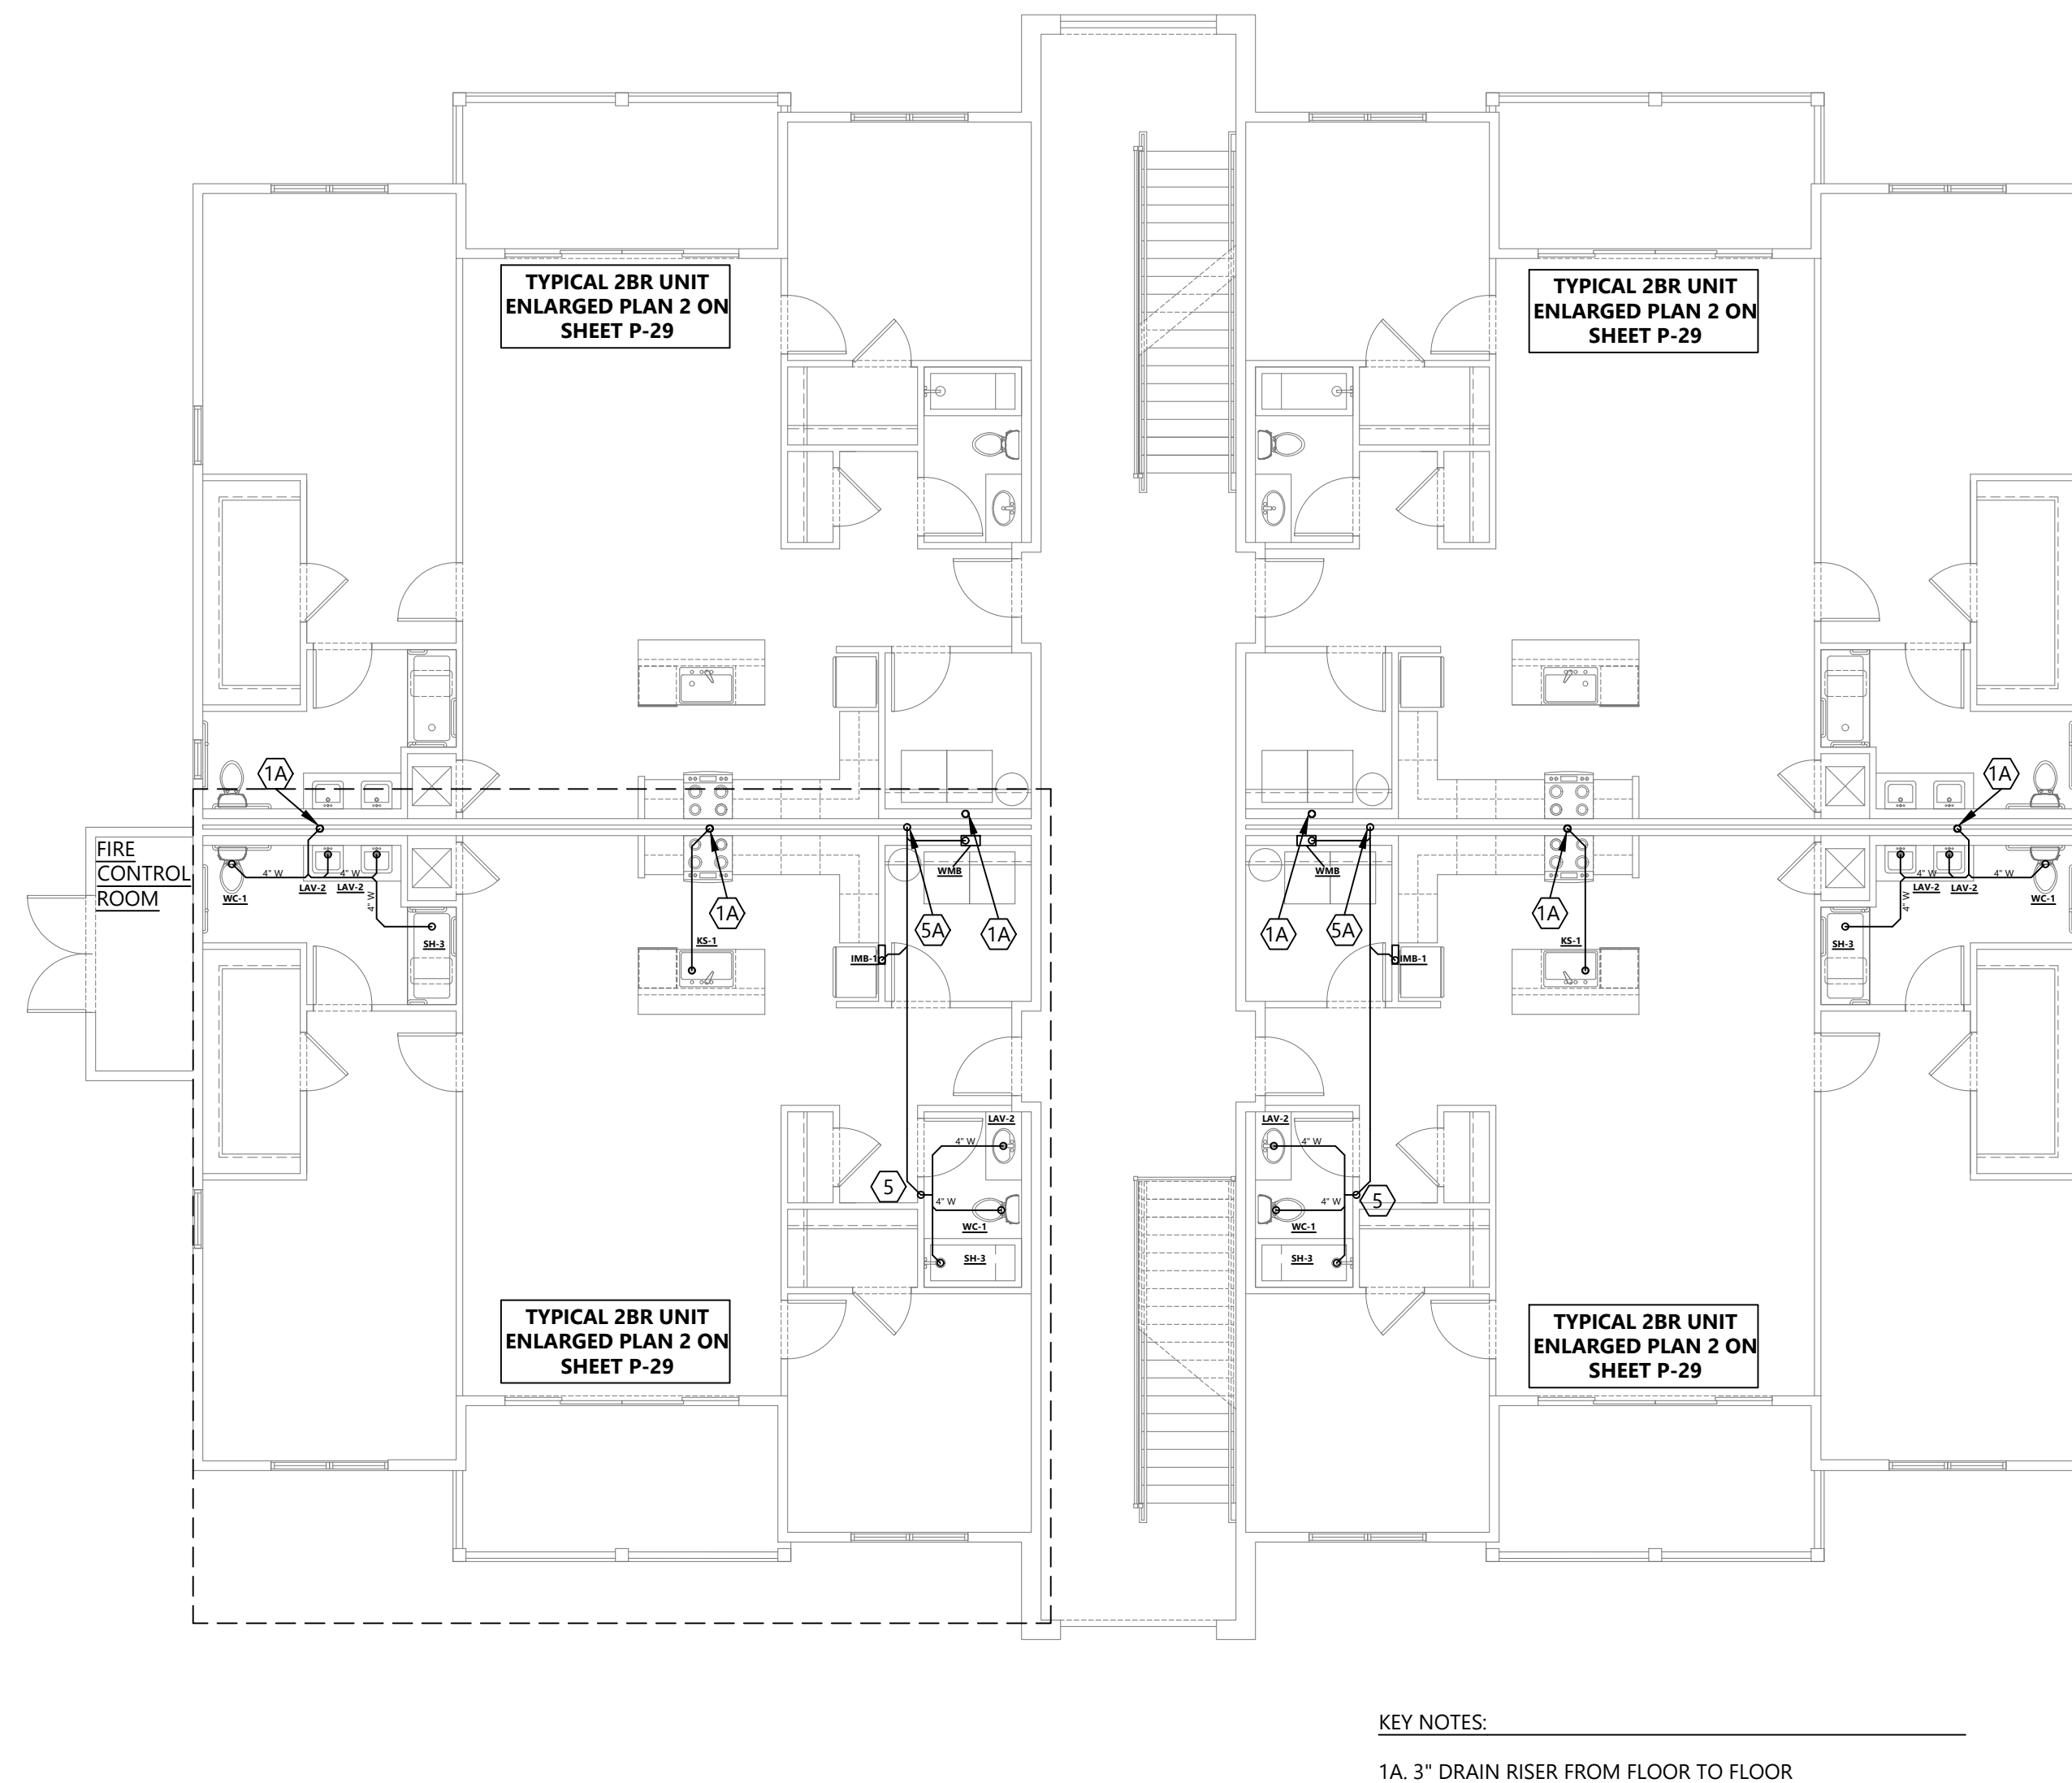 TYPICAL 2BR UNIT
ENLARGED PLAN 2 ON
SHEET P-29
TYPICAL 2BR UNIT
ENLARGED PLAN 2 ON
SHEET P-29
1A
1A
FIRE
CONTROL
ROOM
4" W
4" W
LAV-2
LAV-2
WC-1
4" W
SH-3
KS-1
1A
WMB
5A
1A
IMB-1
WMB
1A
5A
IMB-1
1A
KS-1
4" W
4" W
LAV-2
LAV-2
WC-1
4" W
SH-3
LAV-2
4" W
5
4" W
WC-1
SH-3
LAV-2
4" W
4" W
5
WC-1
SH-3
TYPICAL 2BR UNIT
ENLARGED PLAN 2 ON
SHEET P-29
TYPICAL 2BR UNIT
ENLARGED PLAN 2 ON
SHEET P-29
KEY NOTES:
1A. 3" DRAIN RISER FROM FLOOR TO FLOOR